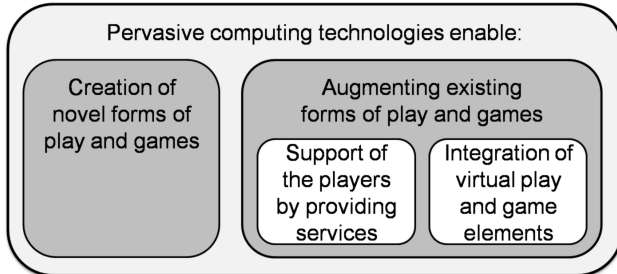 Pervasive computing technologies enable:
Creation of
novel forms of
play and games
Augmenting existing
forms of play and games
Support of
the players
by providing
services
Integration of
virtual play
and game
elements